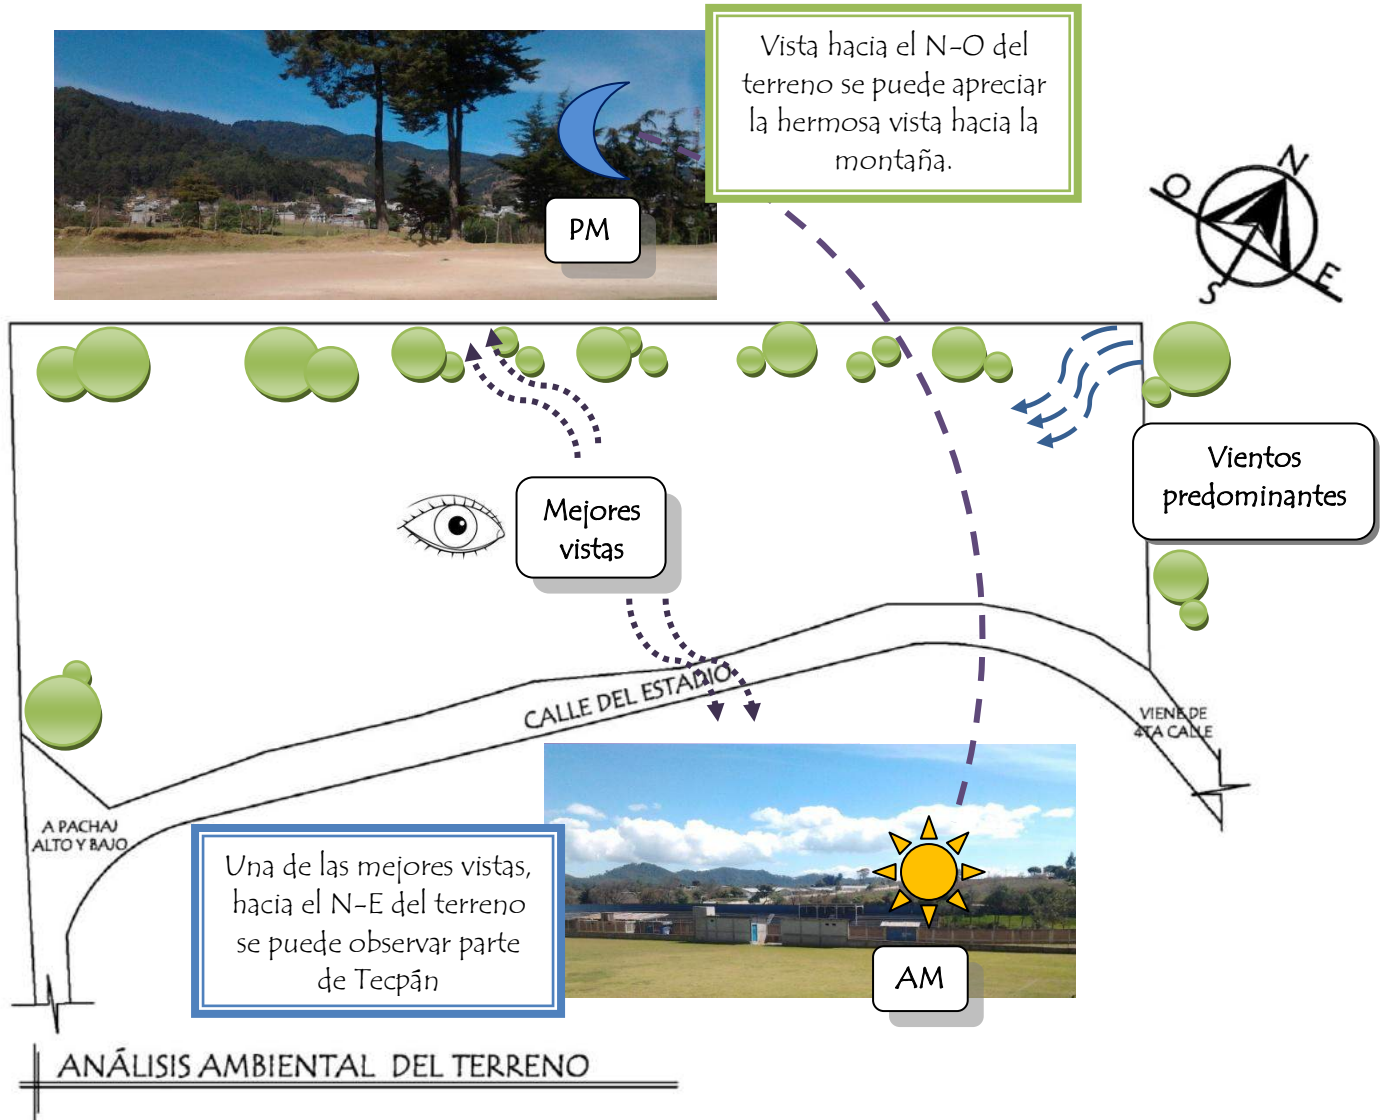 Vista hacia el N-O del
terreno se puede apreciar
la hermosa vista hacia la
montaña.
PM
N
O
E
S
Vientos
predominantes
Mejores
vistas
CALLE DEL ESTADIO
VIENE DE
4TA CALLE
A PACHAJ
ALTO Y BAJO
Una de las mejores vistas,
hacia el N-E del terreno
se puede observar parte
de Tecpán
AM
ANÁLISIS AMBIENTAL DEL TERRENO